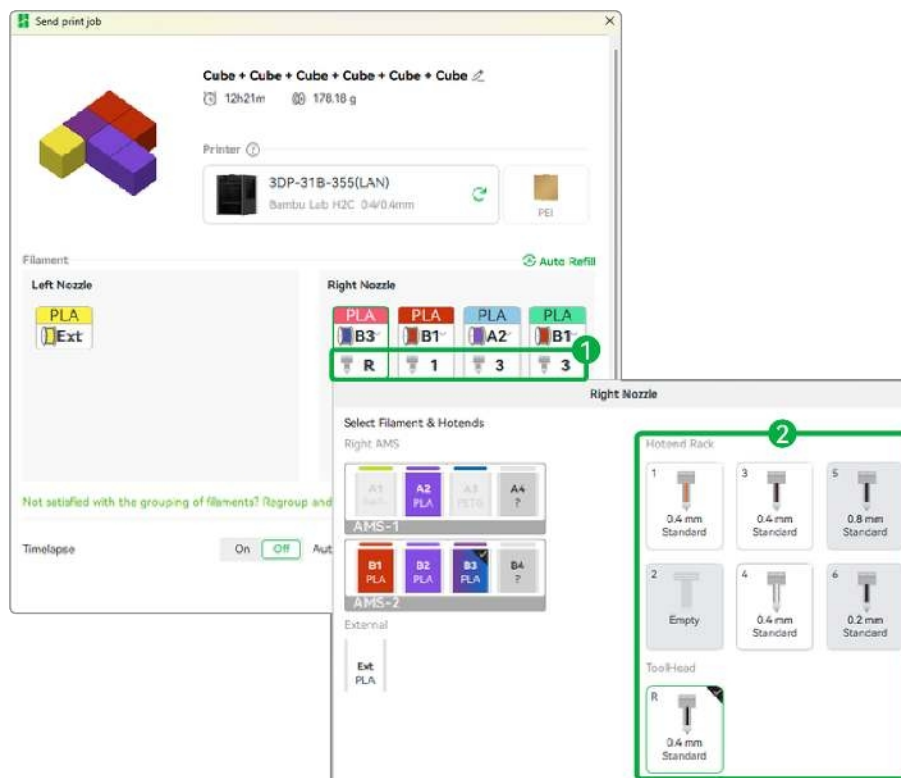 Send print job
Cube + Cube + Cube + Cube + Cube + Cube
12h21m 178.18 g
Printer ?
3DP-31B-355(LAN)
Bambu Lab H2C 0.4/0.4mm
PEI
Filament
Auto Refill
Left Nozzle
PLA
Ext
Right Nozzle
PLA PLA PLA PLA
B3 B1 A2 B1
R 1 3 3
1
Not satisfied with the grouping of filaments? Regroup and
Timelapse On Off Aut
Right Nozzle
Select Filament & Hotends
Right AMS
A1
A2
PLA
A3
PETG
A4
?
AMS-1
B1
PLA
B2
PLA
B3
PLA
B4
?
AMS-2
External
Ext
PLA
2
Hotend Rack
1
0.4 mm
Standard
3
0.4 mm
Standard
5
0.8 mm
Standard
2
Empty
4
0.4 mm
Standard
6
0.2 mm
Standard
ToolHead
R
0.4 mm
Standard